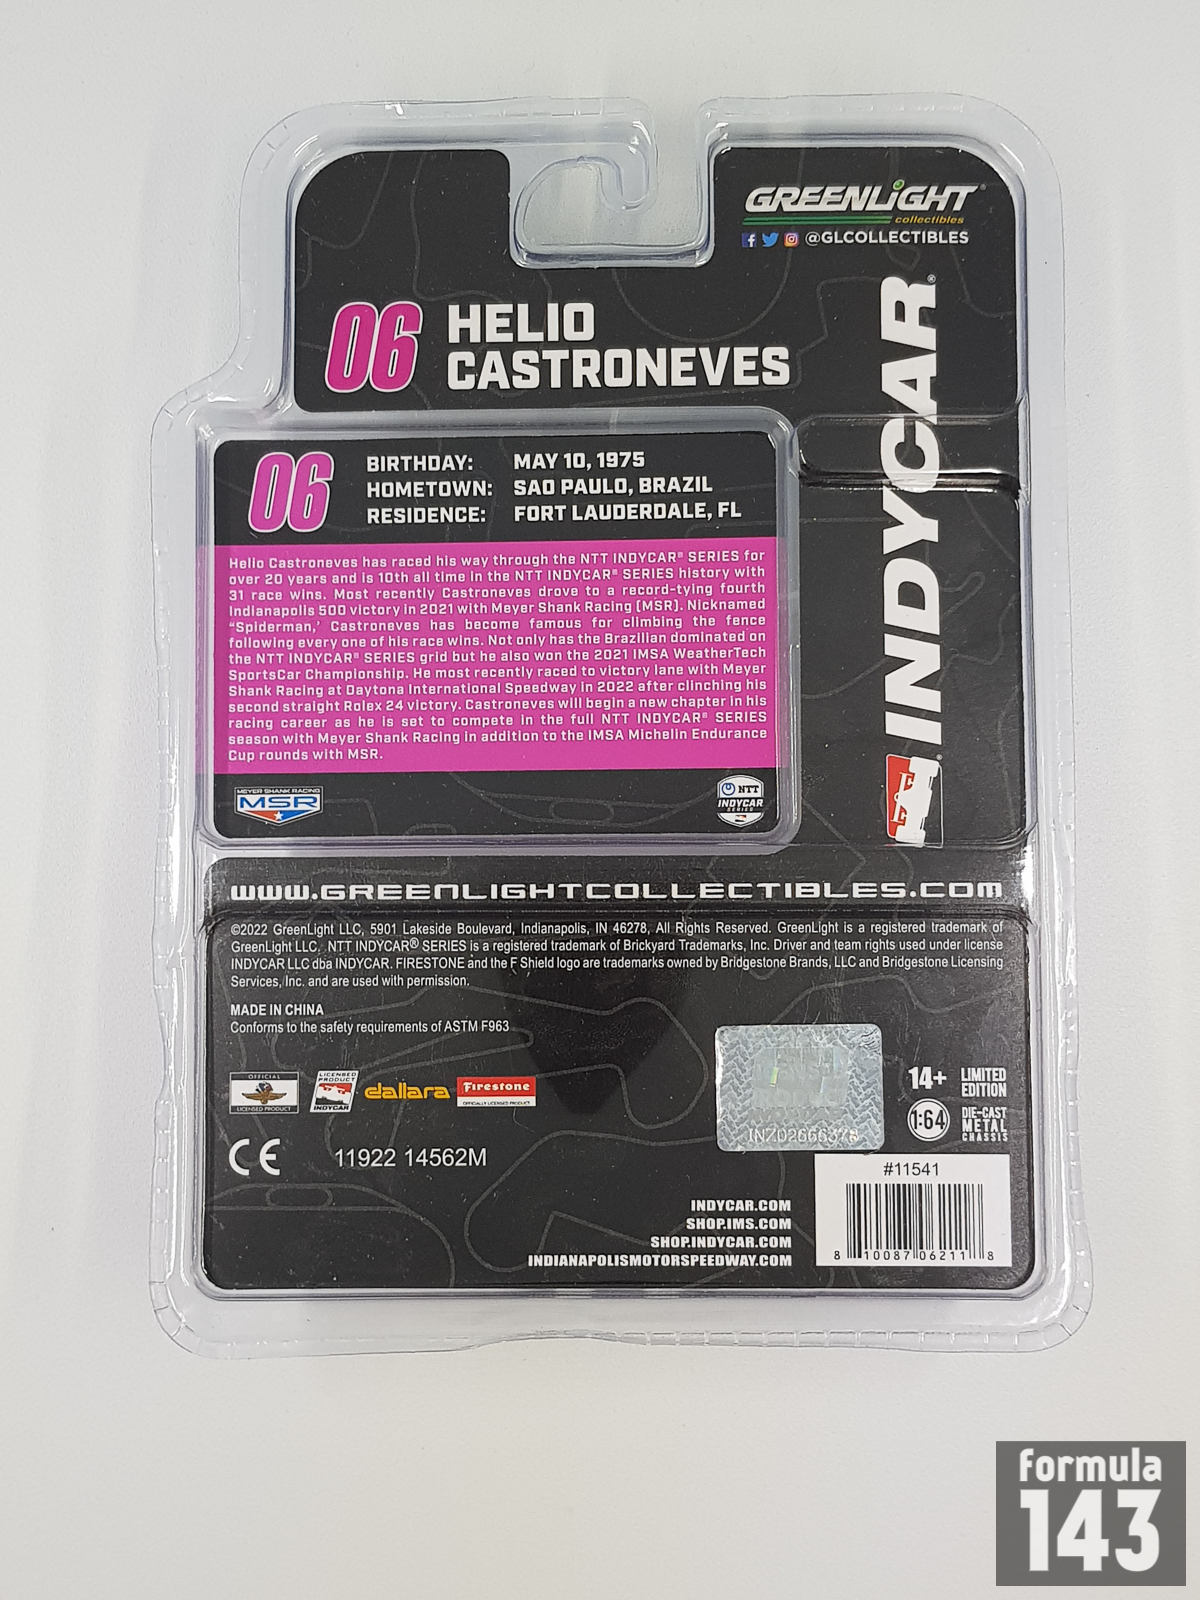 GREENLiGHT®
collectibles
@GLCOLLECTIBLES
06 HELIO
CASTRONEVES
INDYCAR®
06
BIRTHDAY: MAY 10, 1975
HOMETOWN: SAO PAULO, BRAZIL
RESIDENCE: FORT LAUDERDALE, FL
Helio Castroneves has raced his way through the NTT INDYCAR® SERIES for
over 20 years and is 10th all time in the NTT INDYCAR® SERIES history with
31 race wins. Most recently Castroneves drove to a record-tying fourth
Indianapolis 500 victory in 2021 with Meyer Shank Racing (MSR). Nicknamed
“Spiderman,’ Castroneves has become famous for climbing the fence
following every one of his race wins. Not only has the Brazilian dominated on
the NTT INDYCAR® SERIES grid but he also won the 2021 IMSA WeatherTech
SportsCar Championship. He most recently raced to victory lane with Meyer
Shank Racing at Daytona International Speedway in 2022 after clinching his
second straight Rolex 24 victory. Castroneves will begin a new chapter in his
racing career as he is set to compete in the full NTT INDYCAR® SERIES
season with Meyer Shank Racing in addition to the IMSA Michelin Endurance
Cup rounds with MSR.
MEYER SHANK RACING
MSR
NTT
INDYCAR
SERIES
www.GREENLIGHTCOLLECTIBLES.COM
©2022 GreenLight LLC, 5901 Lakeside Boulevard, Indianapolis, IN 46278, All Rights Reserved. GreenLight is a registered trademark of
GreenLight LLC. NTT INDYCAR® SERIES is a registered trademark of Brickyard Trademarks, Inc. Driver and team rights used under license
INDYCAR LLC dba INDYCAR. FIRESTONE and the F Shield logo are trademarks owned by Bridgestone Brands, LLC and Bridgestone Licensing
Services, Inc. and are used with permission.
MADE IN CHINA
Conforms to the safety requirements of ASTM F963
OFFICIAL
LICENSED PRODUCT
LICENSED
PRODUCT
INDYCAR
dallara
Firestone
OFFICIALLY LICENSED PRODUCT
14+ LIMITED
EDITION
1:64 DIE-CAST
METAL
CHASSIS
CE 11922 14562M
#11541
8 10087 06211 8
INDYCAR.COM
SHOP.IMS.COM
SHOP.INDYCAR.COM
INDIANAPOLISMOTORSPEEDWAY.COM
formula
143